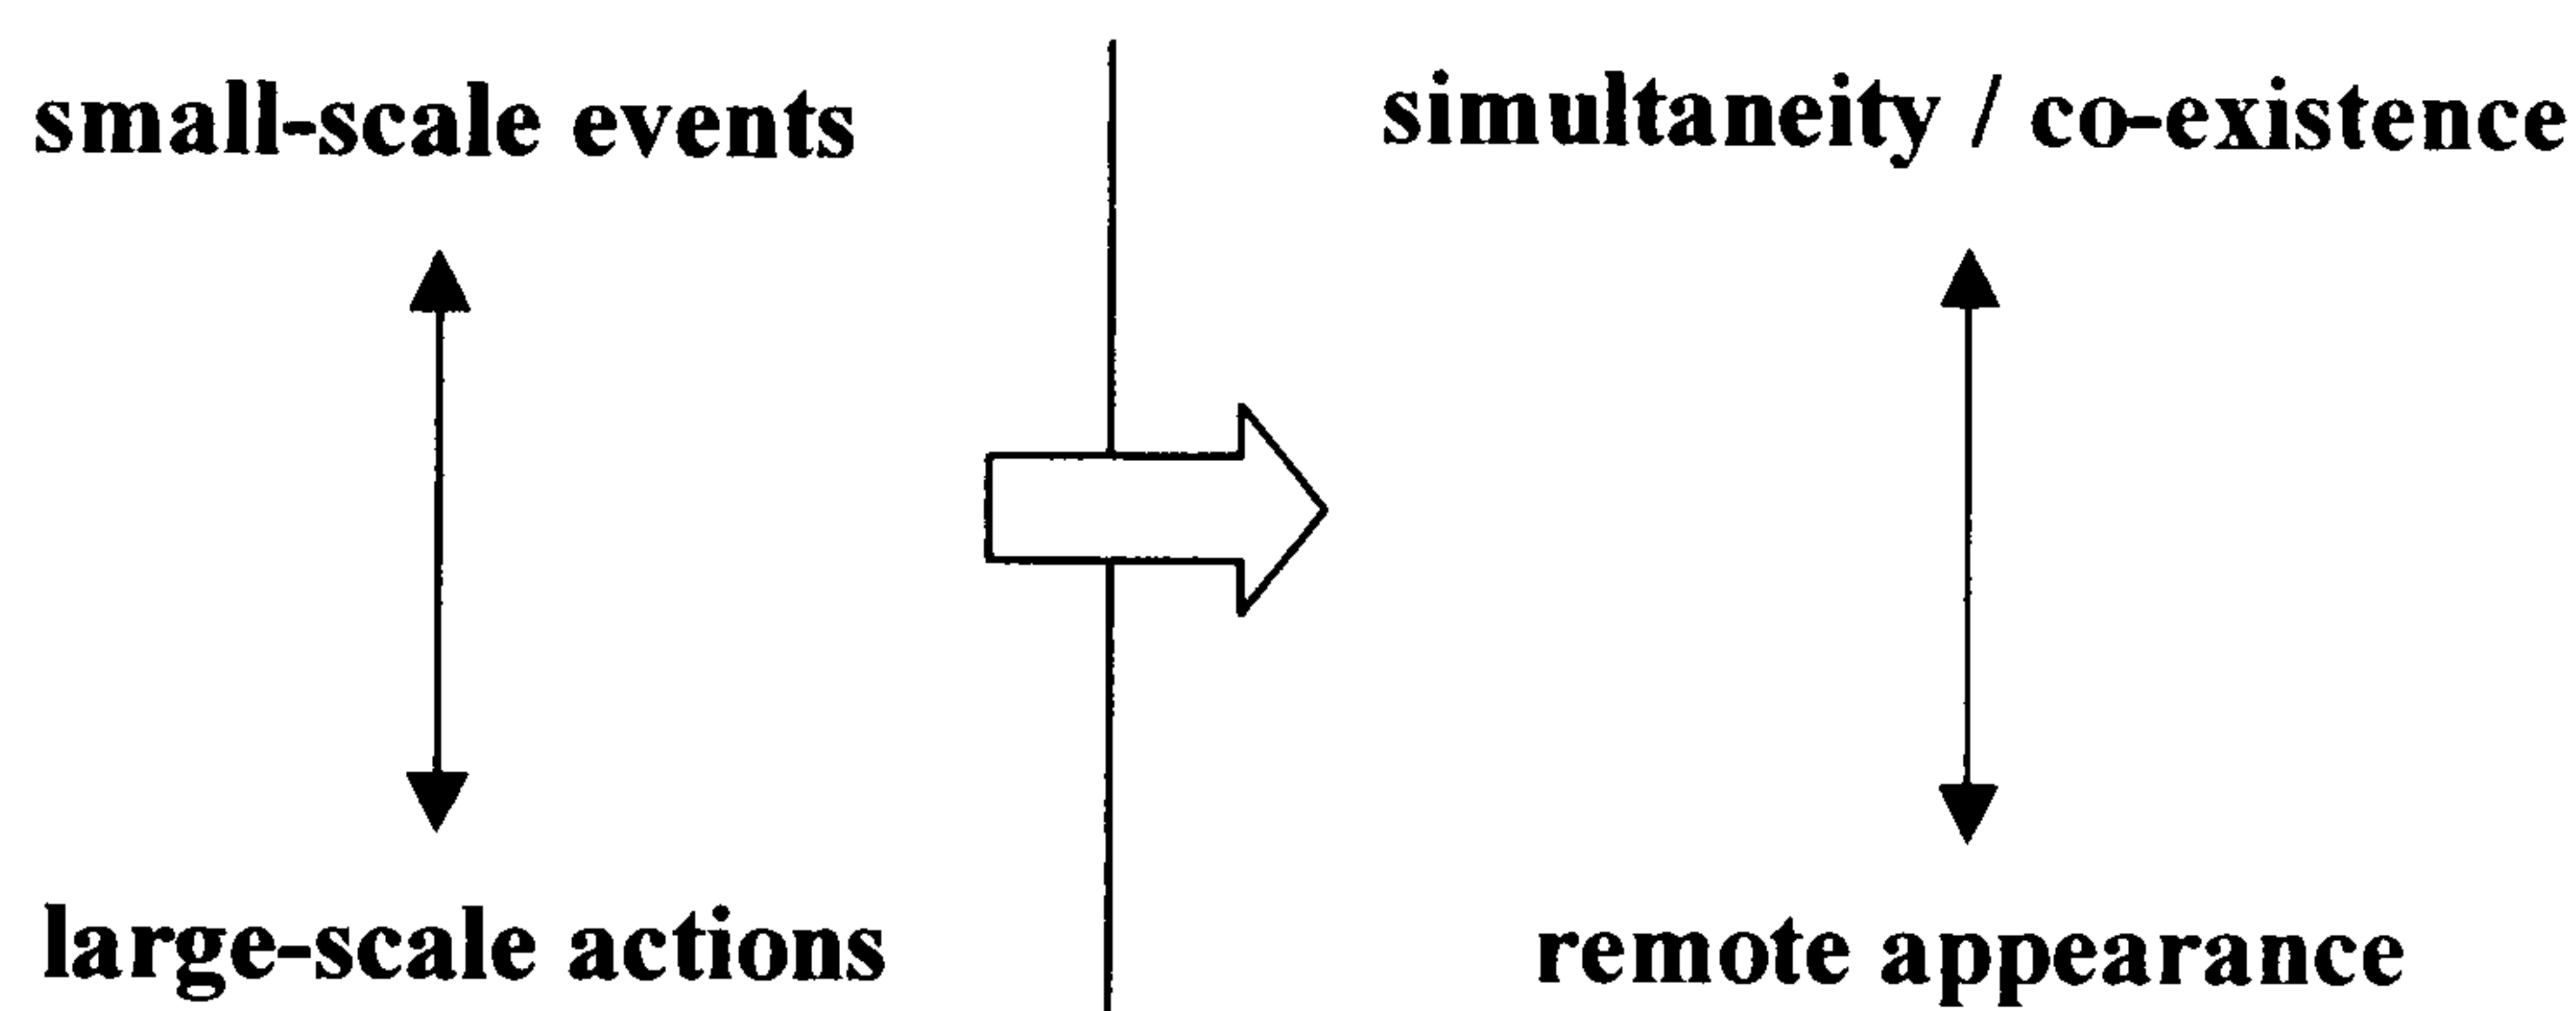 small-scale events
simultaneity / co-existence
large-scale actions
remote appearance